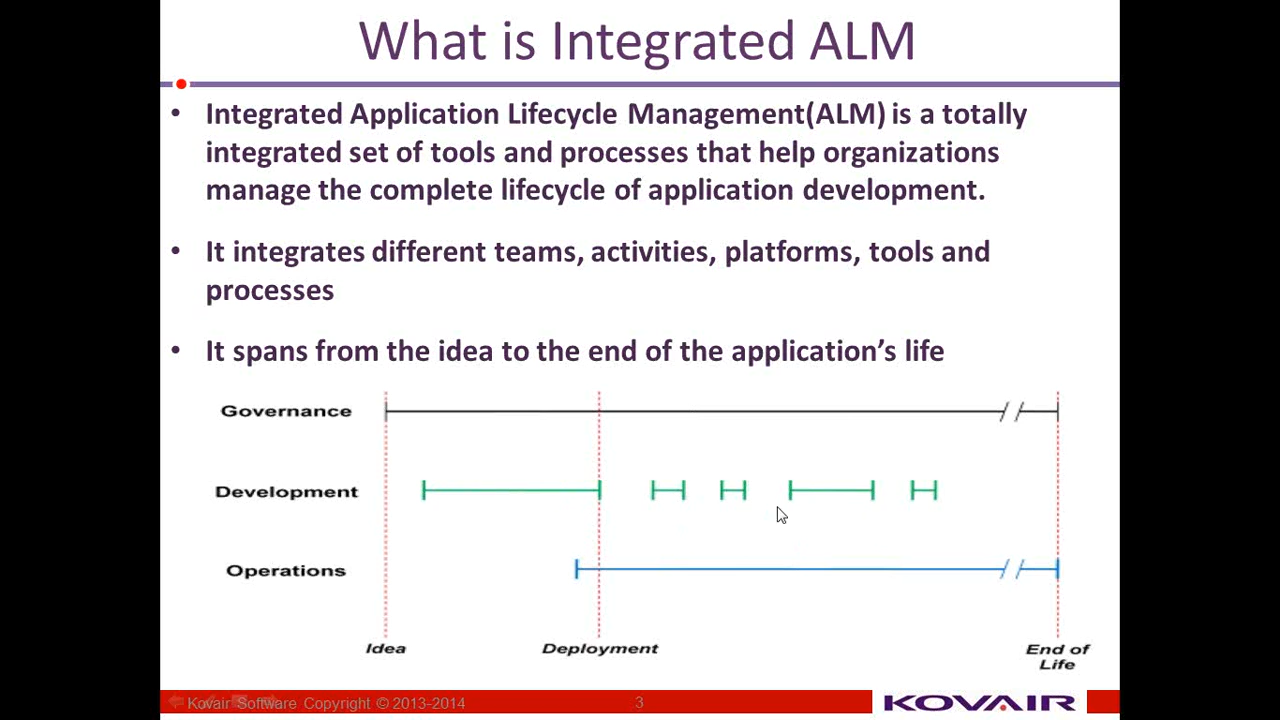 What is Integrated ALM
• Integrated Application Lifecycle Management(ALM) is a totally
integrated set of tools and processes that help organizations
manage the complete lifecycle of application development.
• It integrates different teams, activities, platforms, tools and
processes
• It spans from the idea to the end of the application’s life
Governance
Development
Operations
Idea
Deployment
End of
Life
Kovair Software Copyright © 2013-2014
3
KOVAIR